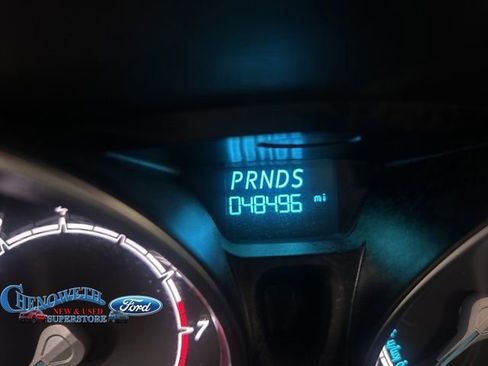 PRNDS
048496 mi
CHENOWETH
NEW & USED
SUPERSTORE
Ford
7